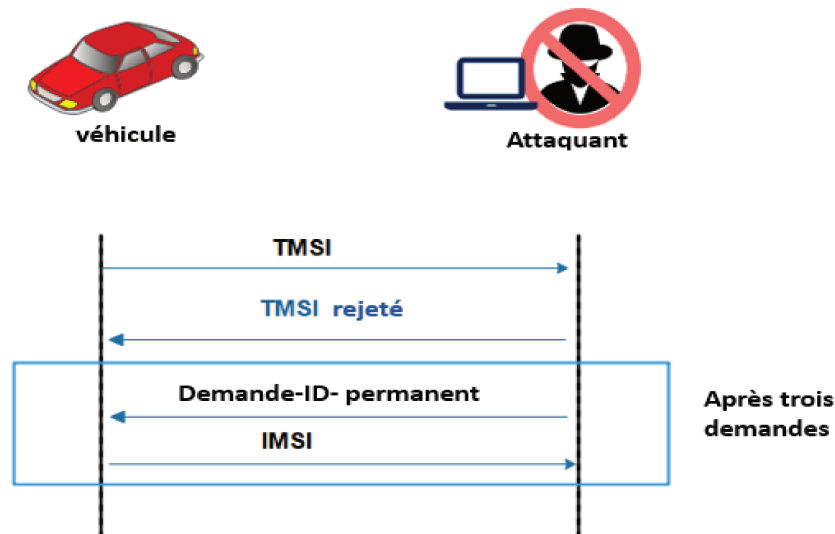 véhicule
Attaquant
TMSI
TMSI rejeté
Demande-ID- permanent
IMSI
Après trois
demandes